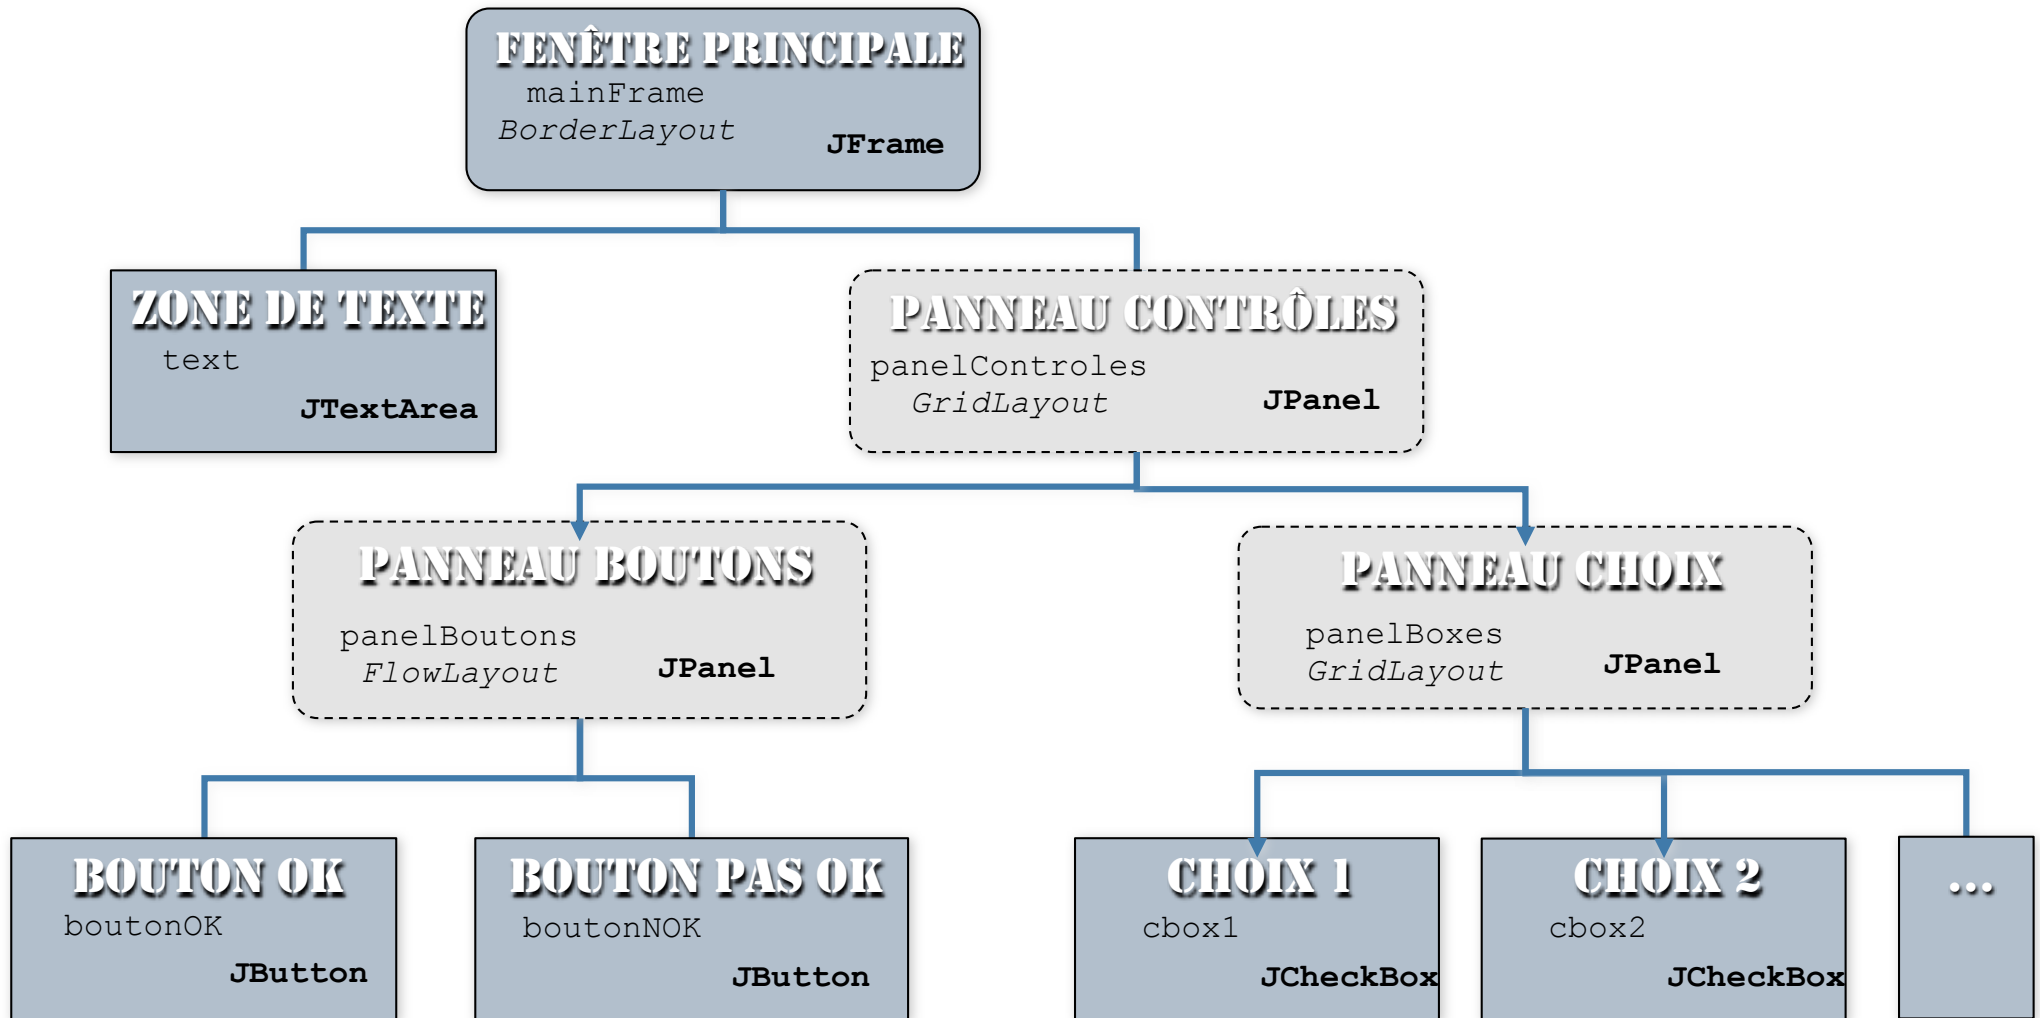 FENÊTRE PRINCIPALE
mainFrame
BorderLayout
JFrame
ZONE DE TEXTE
text
JTextArea
PANNEAU CONTRÔLES
panelControles
GridLayout
JPanel
PANNEAU BOUTONS
panelBoutons
FlowLayout
JPanel
PANNEAU CHOIX
panelBoxes
GridLayout
JPanel
BOUTON OK
boutonOK
JButton
BOUTON PAS OK
boutonNOK
JButton
CHOIX 1
cbox1
JCheckBox
CHOIX 2
cbox2
JCheckBox
...